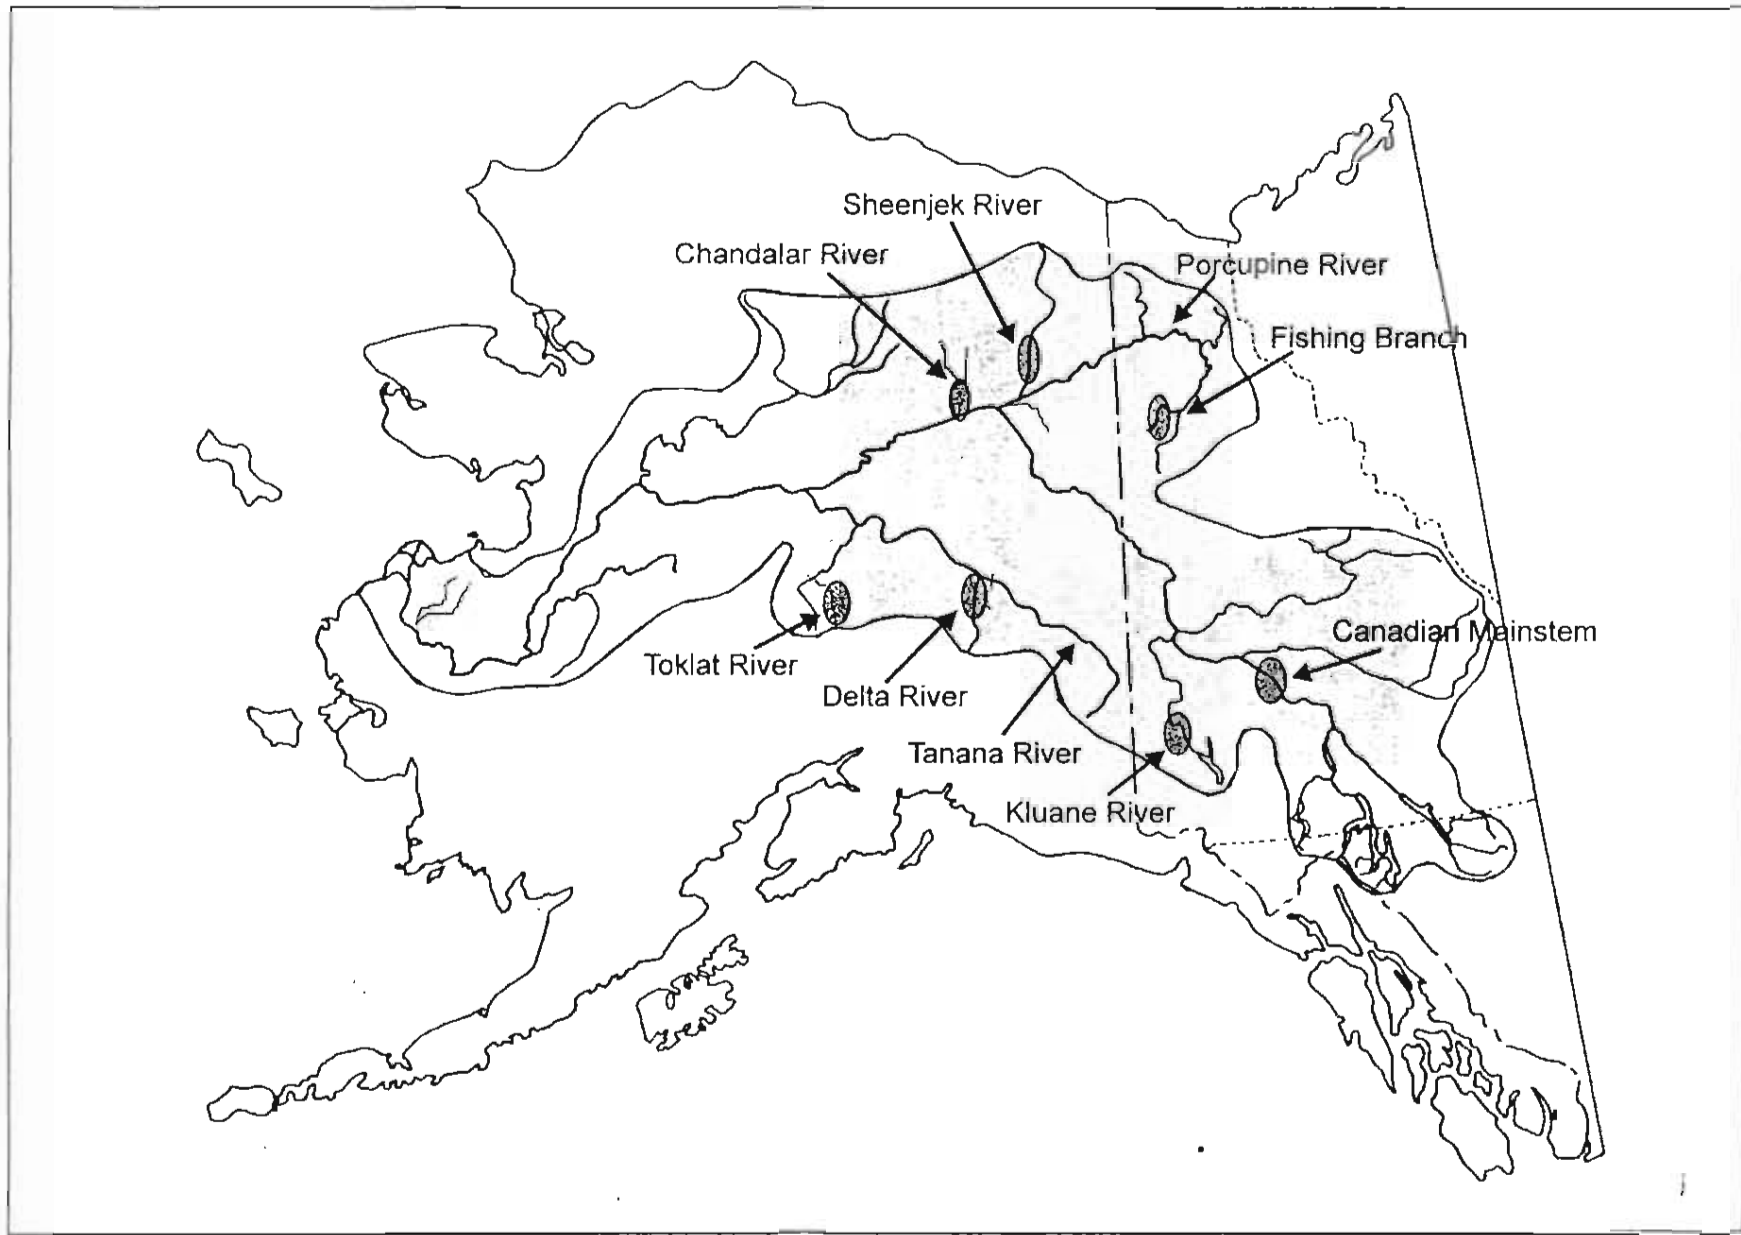 Sheenjek River
Chandalar River
Porcupine River
Fishing Branch
Canadian Mainstem
Toklat River
Delta River
Tanana River
Kluane River